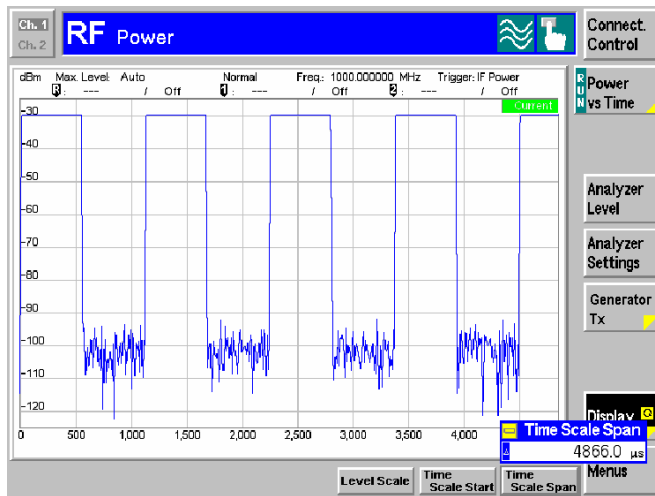 Ch. 1
Ch. 2
RF Power
Connect.
Control
dBm Max. Level: Auto Normal Freq.: 1000.000000 MHz Trigger: IF Power
R : --- / Off 1 : --- / Off 2 : --- / Off
Current
RUN
Power
vs Time
-30
-40
-50
-60
-70
-80
-90
-100
-110
-120
0 500 1,000 1,500 2,000 2,500 3,000 3,500 4,000
Analyzer
Level
Analyzer
Settings
Generator
Tx
Display
Time Scale Span
4866.0 µs
Menus
Level Scale
Time
Scale Start
Time
Scale Span